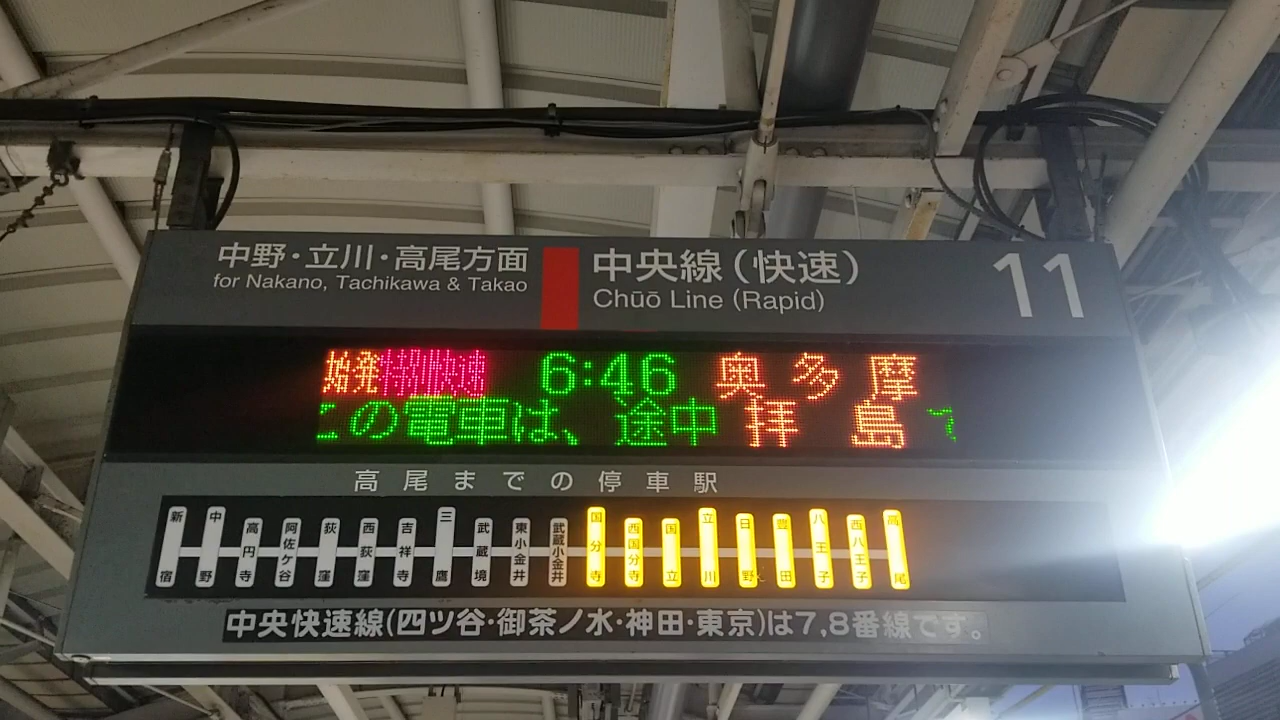 中野・立川・高尾方面
for Nakano, Tachikawa & Takao
中央線(快速)
Chūō Line (Rapid)
11
始発 特別快速 6:46 奥多摩
この電車は、途中 拝島 で
高尾までの停車駅
新宿 中野 高円寺 阿佐ケ谷 荻窪 西荻窪 吉祥寺 三鷹 武蔵境 東小金井 武蔵小金井 国分寺 西国分寺 国立 立川 日野 豊田 八王子 西八王子 高尾
中央快速線(四ツ谷・御茶ノ水・神田・東京)は7,8番線です。